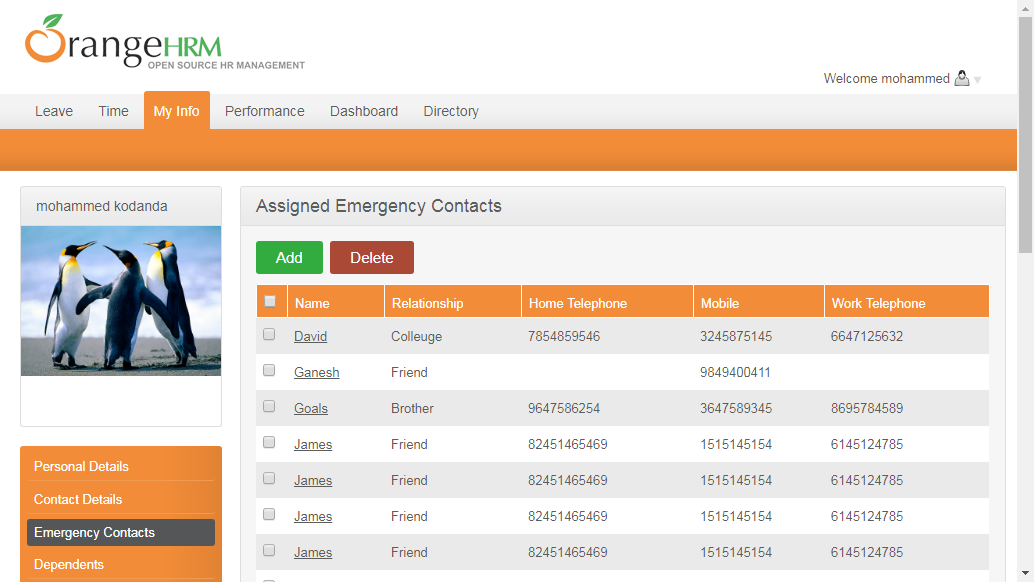 OrangeHRM
OPEN SOURCE HR MANAGEMENT
Welcome mohammed
Leave Time My Info Performance Dashboard Directory
mohammed kodanda
Assigned Emergency Contacts
Add Delete
Name Relationship Home Telephone Mobile Work Telephone
David Colleuge 7854859546 3245875145 6647125632
Ganesh Friend 9849400411
Goals Brother 9647586254 3647589345 8695784589
James Friend 82451465469 1515145154 6145124785
James Friend 82451465469 1515145154 6145124785
James Friend 82451465469 1515145154 6145124785
James Friend 82451465469 1515145154 6145124785
Personal Details
Contact Details
Emergency Contacts
Dependents